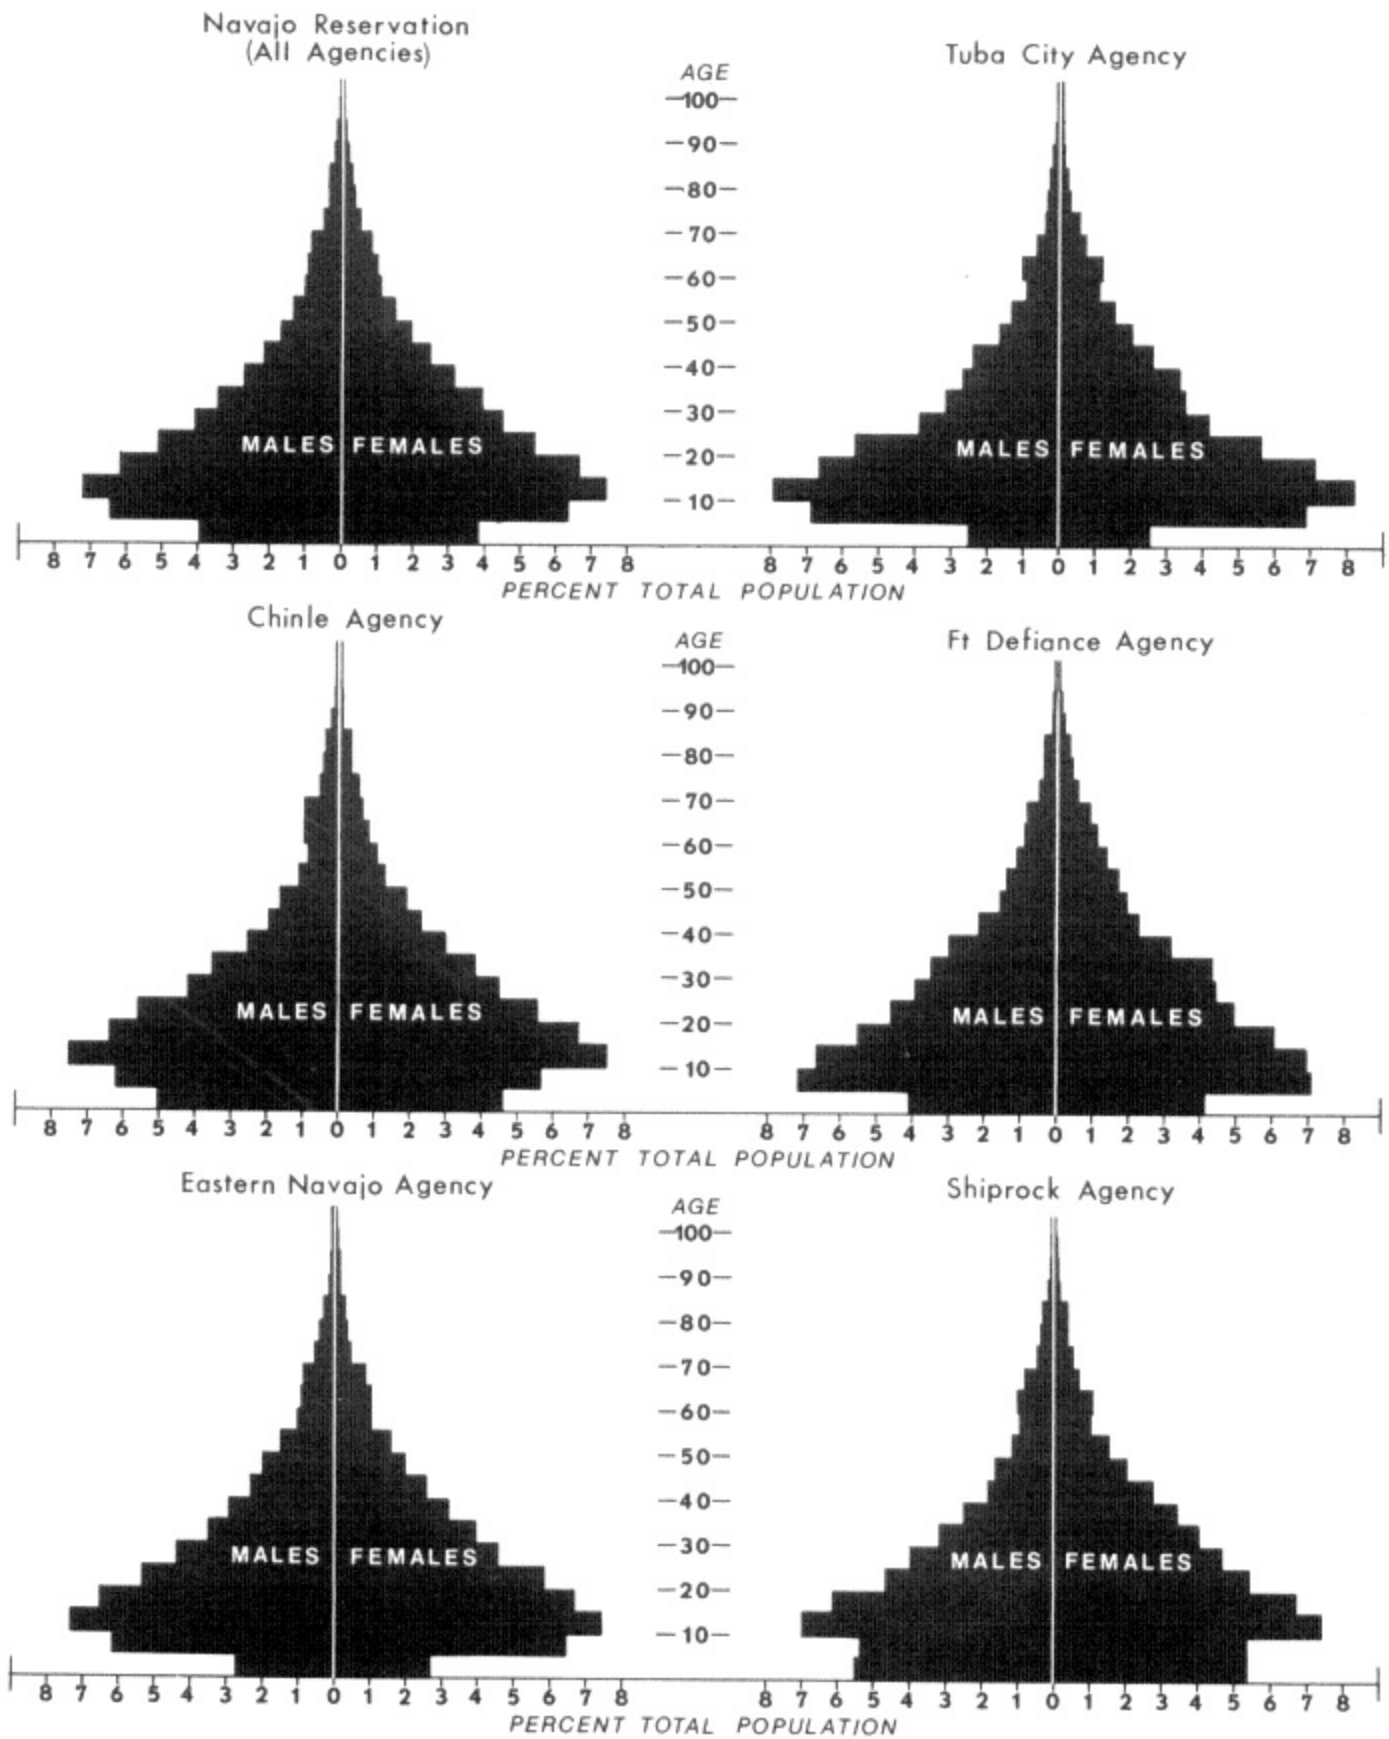 Navajo Reservation
(All Agencies)
Tuba City Agency
AGE
100
90
80
70
60
50
40
30
20
10
MALES FEMALES
MALES FEMALES
8 7 6 5 4 3 2 1 0 1 2 3 4 5 6 7 8
8 7 6 5 4 3 2 1 0 1 2 3 4 5 6 7 8
PERCENT TOTAL POPULATION
Chinle Agency
Ft Defiance Agency
AGE
100
90
80
70
60
50
40
30
20
10
MALES FEMALES
MALES FEMALES
8 7 6 5 4 3 2 1 0 1 2 3 4 5 6 7 8
8 7 6 5 4 3 2 1 0 1 2 3 4 5 6 7 8
PERCENT TOTAL POPULATION
Eastern Navajo Agency
Shiprock Agency
AGE
100
90
80
70
60
50
40
30
20
10
MALES FEMALES
MALES FEMALES
8 7 6 5 4 3 2 1 0 1 2 3 4 5 6 7 8
8 7 6 5 4 3 2 1 0 1 2 3 4 5 6 7 8
PERCENT TOTAL POPULATION